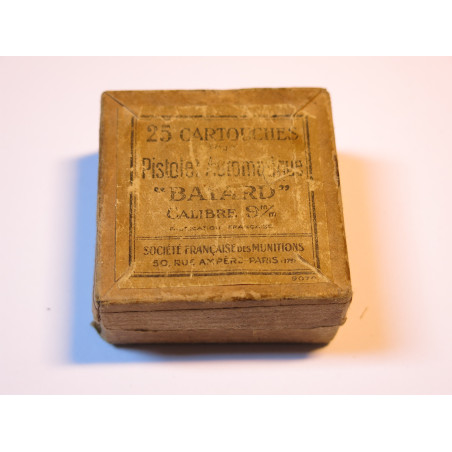 25 CARTOUCHES
Pistolet Automatique
"BAYARD"
CALIBRE 9 m/m
FABRICATION FRANÇAISE
SOCIÉTÉ FRANÇAISE DES MUNITIONS
50, RUE AMPÈRE PARIS